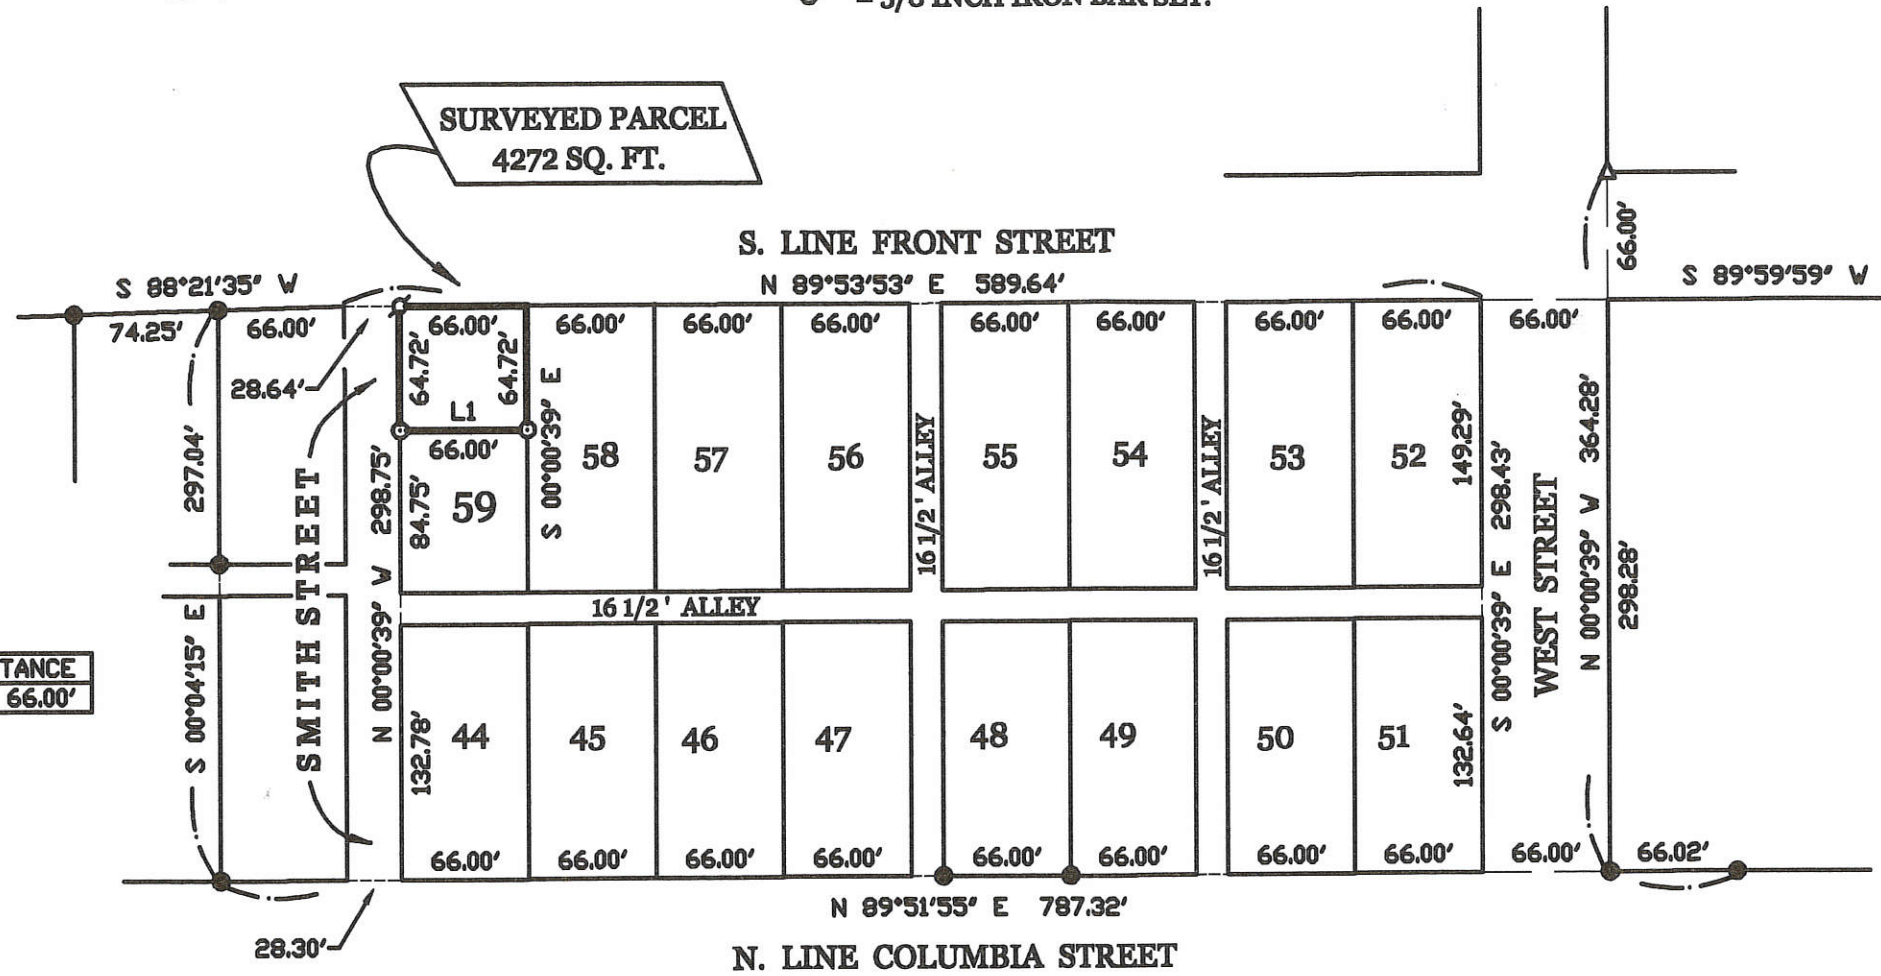 = 5/8 INCH IRON BAR SET.
SURVEYED PARCEL
4272 SQ. FT.
S. LINE FRONT STREET
S 88°21'35" W
N 89°53'53" E 589.64'
S 89°59'59" W
66.00'
74.25'
66.00'
28.64'
66.00'
66.00'
66.00'
66.00'
66.00'
66.00'
66.00'
66.00'
66.00'
64.72'
64.72'
L1
66.00'
297.04'
S 00°04'15" E
SMITH STREET
N 00°00'39" W 298.75'
84.75'
59
S 00°00'39" E
58
57
56
16 1/2' ALLEY
55
54
16 1/2' ALLEY
53
52
149.29'
S 00°00'39" E 298.43'
WEST STREET
N 00°00'39" W 364.28'
298.28'
16 1/2' ALLEY
TANCE
66.00'
132.78'
44
45
46
47
48
49
50
51
132.64'
66.00'
66.00'
66.00'
66.00'
66.00'
66.00'
66.00'
66.00'
66.00'
66.02'
28.30'
N 89°51'55" E 787.32'
N. LINE COLUMBIA STREET